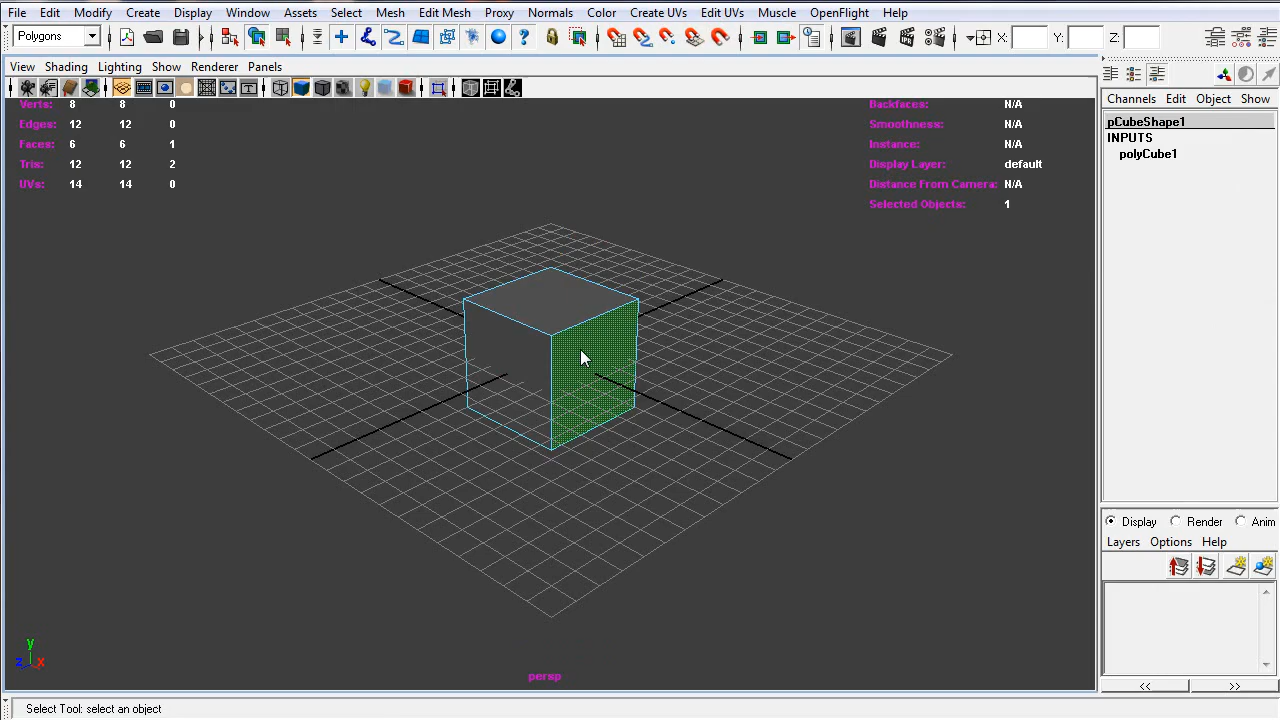 File Edit Modify Create Display Window Assets Select Mesh Edit Mesh Proxy Normals Color Create UVs Edit UVs Muscle OpenFlight Help
Polygons X: Y: Z:
View Shading Lighting Show Renderer Panels
Channels Edit Object Show
Verts: 8 8 0 Backfaces: N/A
Edges: 12 12 0 Smoothness: N/A
Faces: 6 6 1 Instance: N/A
Tris: 12 12 2 Display Layer: default
UVs: 14 14 0 Distance From Camera: N/A
Selected Objects: 1
pCubeShape1
INPUTS
polyCube1
Display Render Anim
Layers Options Help
y
z x
persp
<< >>
Select Tool: select an object